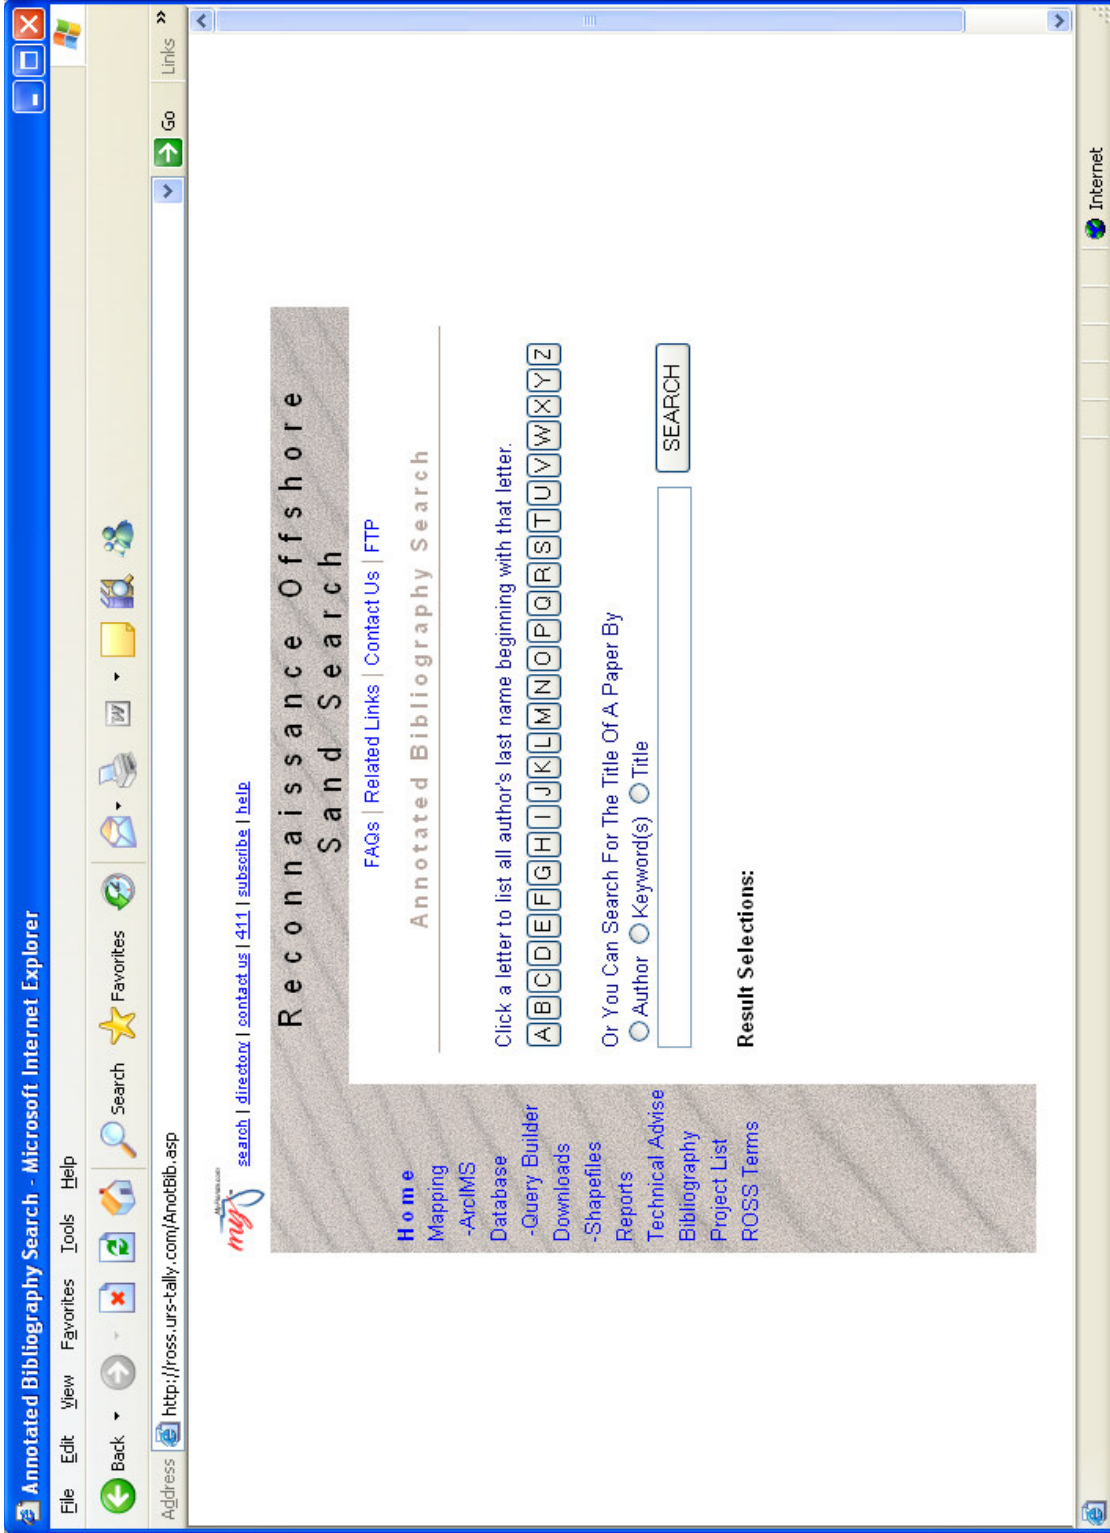 Annotated Bibliography Search - Microsoft Internet Explorer
File Edit View Favorites Tools Help
Back Search Favorites
Address http://ross.urs-tally.com/AnotBib.asp Go Links
search | directory | contact us | 411 | subscribe | help
Reconnaissance Offshore
Sand Search
FAQs | Related Links | Contact Us | FTP
Home
Mapping
-ArcIMS
Database
-Query Builder
Downloads
-Shapefiles
Reports
Technical Advise
Bibliography
Project List
ROSS Terms
Annotated Bibliography Search
Click a letter to list all author's last name beginning with that letter.
A B C D E F G H I J K L M N O P Q R S T U V W X Y Z
Or You Can Search For The Title Of A Paper By
Author Keyword(s) Title
SEARCH
Result Selections:
Internet